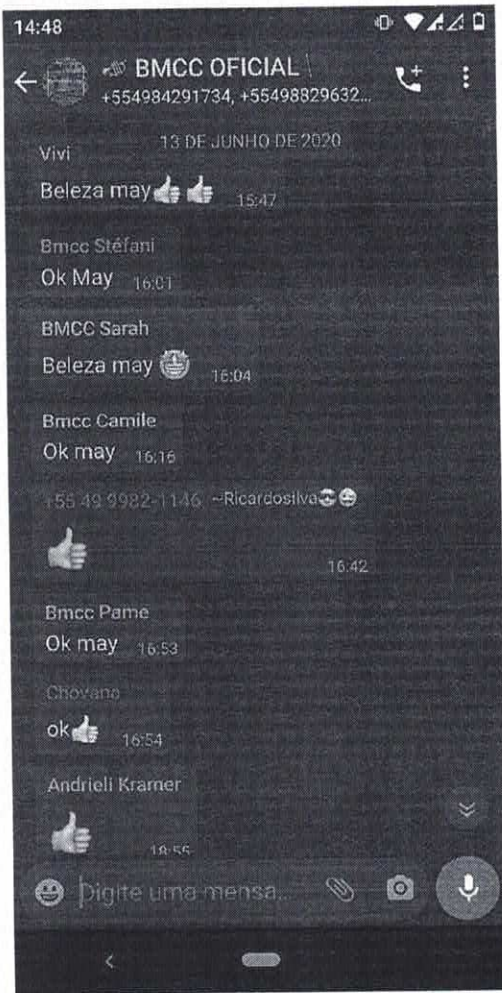 14:48
BMCC OFICIAL
+554984291734, +55498829632...
13 DE JUNHO DE 2020
Vivi
Beleza may👍👍 15:47
Bmcc Stéfani
Ok May 16:01
BMCC Sarah
Beleza may 🤩 16:04
Bmcc Camile
Ok may 16:16
+55 49 9982-1146 ~Ricardosilva
👍 16:42
Bmcc Pame
Ok may 16:53
Chovana
ok👍 16:54
Andrieli Kramer
👍 18:55
Digite uma mensa...